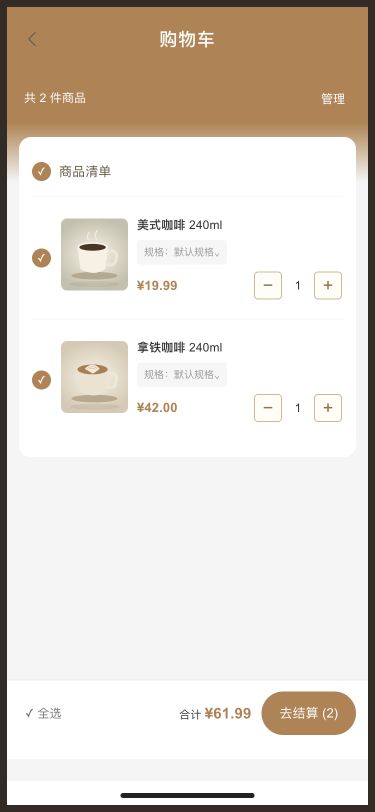 购物车
共 2 件商品
管理
商品清单
美式咖啡 240ml
规格：默认规格
¥19.99
1
拿铁咖啡 240ml
规格：默认规格
¥42.00
1
全选
合计 ¥61.99
去结算 (2)